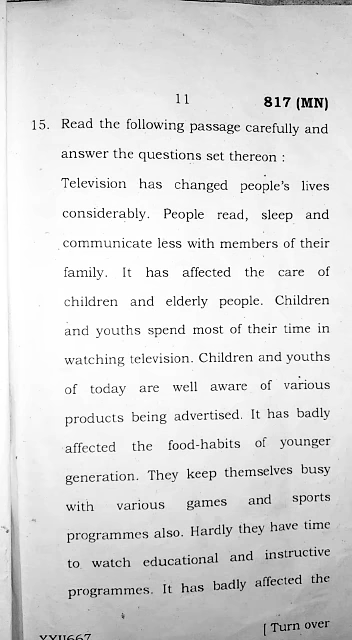 11 817 (MN)
15. Read the following passage carefully and
answer the questions set thereon :
Television has changed people's lives
considerably. People read, sleep and
communicate less with members of their
family. It has affected the care of
children and elderly people. Children
and youths spend most of their time in
watching television. Children and youths
of today are well aware of various
products being advertised. It has badly
affected the food-habits of younger
generation. They keep themselves busy
with various games and sports
programmes also. Hardly they have time
to watch educational and instructive
programmes. It has badly affected the
[ Turn over